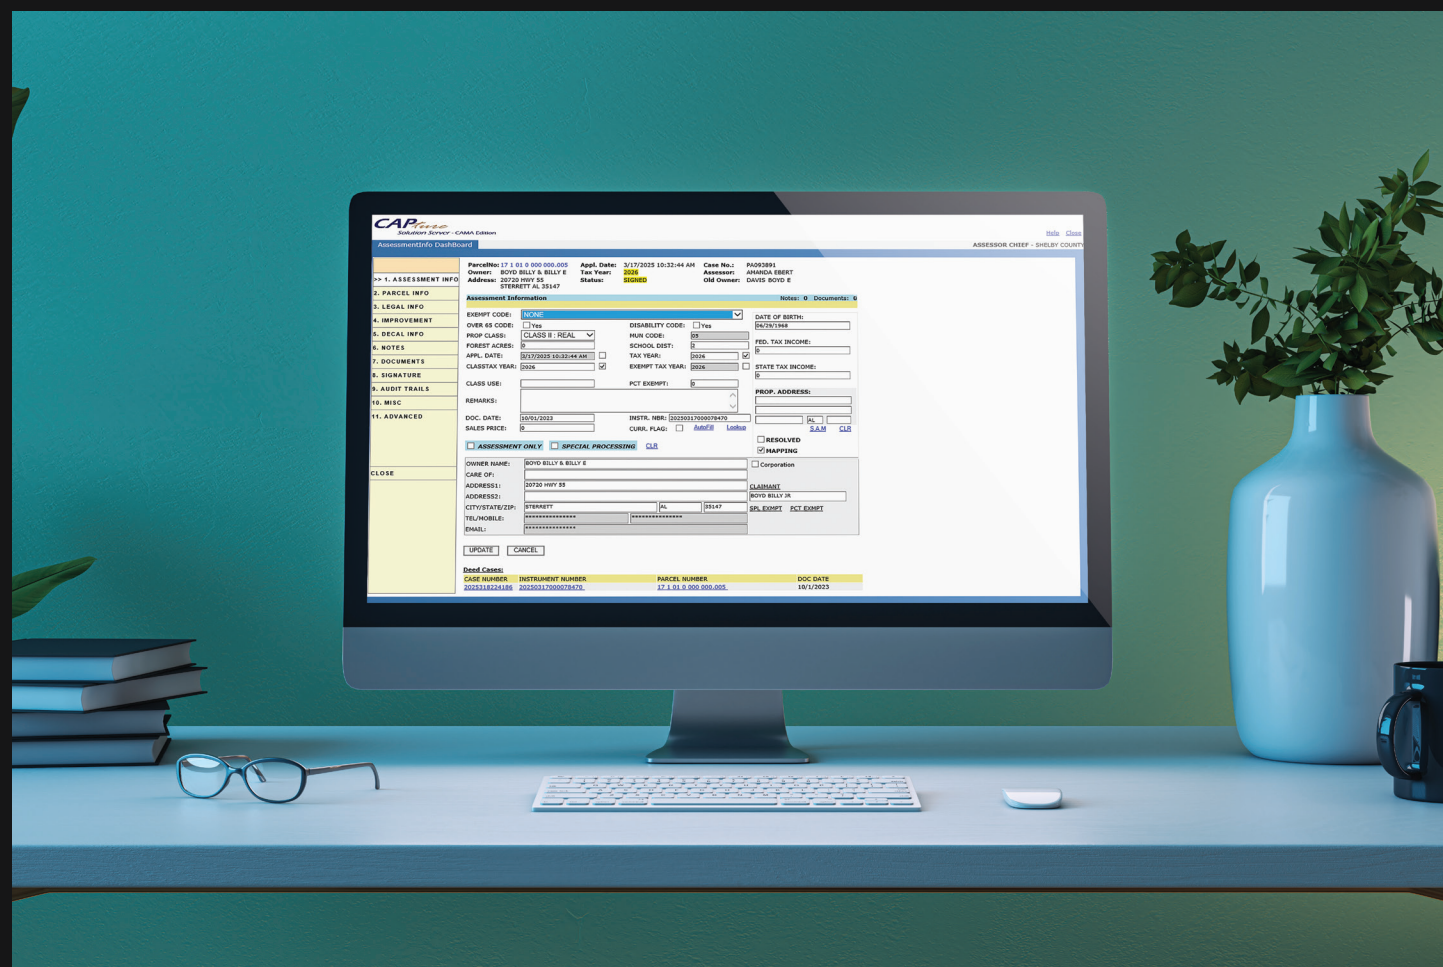 CAPture
Solution Server - CAMA Edition
Help Close
AssessmentInfo DashBoard
ASSESSOR CHIEF - SHELBY COUNTY
ParcelNo: 17 1 01 0 000 000.005 Appl. Date: 3/17/2025 10:32:44 AM Case No.: PA093891
Owner: BOYD BILLY & BILLY E Tax Year: 2026 Assessor: AMANDA EBERT
Address: 20720 HWY 55 Status: SIGNED Old Owner: DAVIS BOYD E
STERRETT AL 35147
>> 1. ASSESSMENT INFO
2. PARCEL INFO
3. LEGAL INFO
4. IMPROVEMENT
5. DECAL INFO
6. NOTES
7. DOCUMENTS
8. SIGNATURE
9. AUDIT TRAILS
10. MISC
11. ADVANCED
CLOSE
Assessment Information Notes: 0 Documents: 0
EXEMPT CODE: NONE
OVER 65 CODE: Yes DISABILITY CODE: Yes
PROP CLASS: CLASS II : REAL MUN CODE: 05
FOREST ACRES: 0 SCHOOL DIST: 2
APPL. DATE: 3/17/2025 10:32:44 AM TAX YEAR: 2026
CLASSTAX YEAR: 2026 EXEMPT TAX YEAR: 2026
CLASS USE: PCT EXEMPT: 0
REMARKS:
DOC. DATE: 10/01/2023 INSTR. NBR: 20250317000078470
SALES PRICE: 0 CURR. FLAG: AutoFill Lookup
ASSESSMENT ONLY SPECIAL PROCESSING CLR
DATE OF BIRTH:
06/29/1968
FED. TAX INCOME:
0
STATE TAX INCOME:
0
PROP. ADDRESS:
AL
S.A.M CLR
RESOLVED
MAPPING
OWNER NAME: BOYD BILLY & BILLY E
CARE OF:
ADDRESS1: 20720 HWY 55
ADDRESS2:
CITY/STATE/ZIP: STERRETT AL 35147
TEL/MOBILE: *************** ***************
EMAIL: ***************
Corporation
CLAIMANT
BOYD BILLY JR
SPL EXMPT PCT EXMPT
UPDATE CANCEL
Deed Cases:
CASE NUMBER INSTRUMENT NUMBER PARCEL NUMBER DOC DATE
2025318224186 20250317000078470 17 1 01 0 000 000.005 10/1/2023